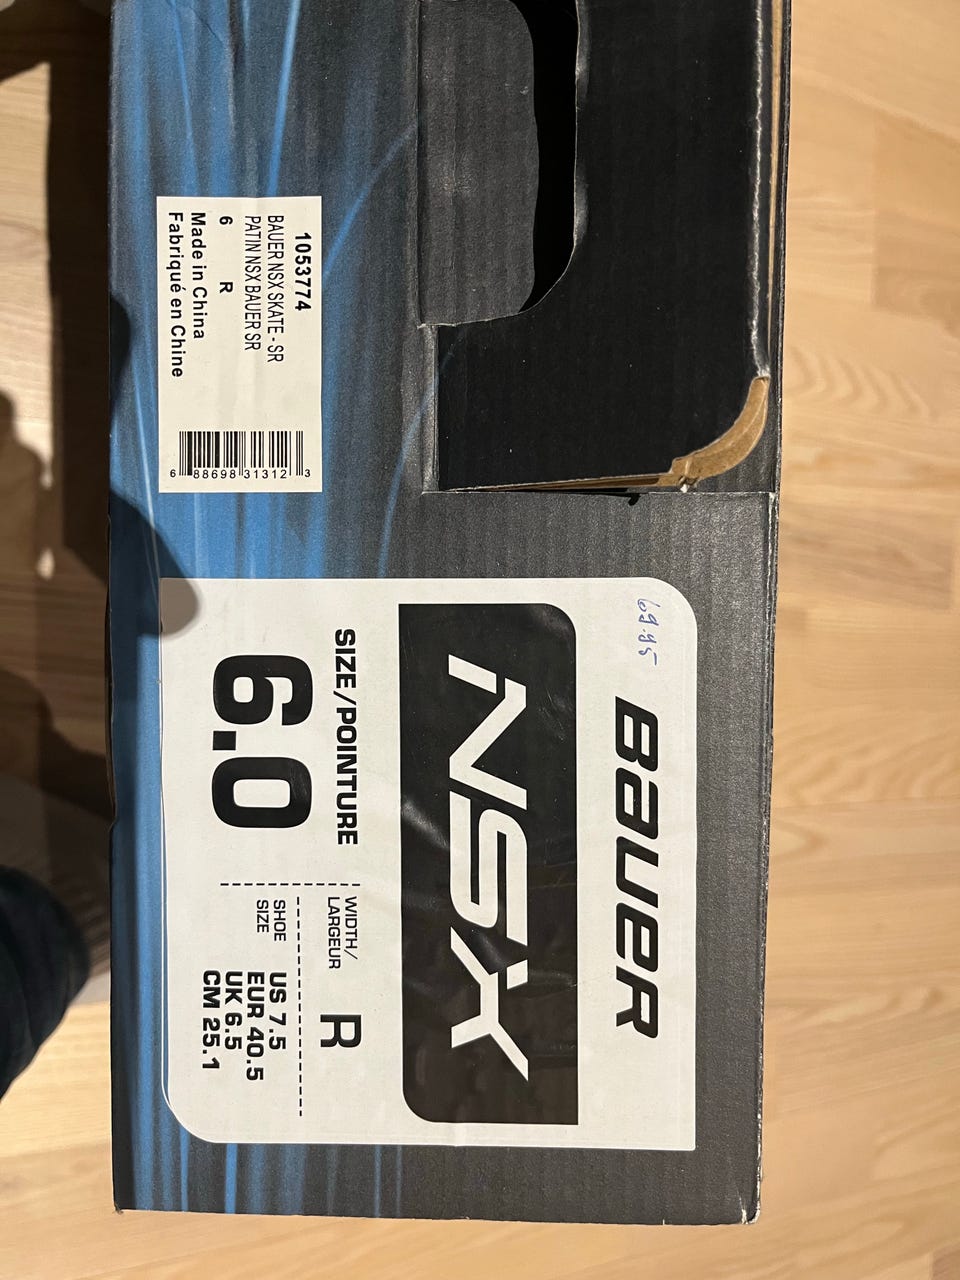 1053774
BAUER NSX SKATE - SR
PATIN NSX BAUER SR
6 R
Made in China
Fabriqué en Chine
6 88698 31312 3
69.95
BAUER
NSX
SIZE/POINTURE
6.0
WIDTH/
LARGEUR
R
SHOE
SIZE
US 7.5
EUR 40.5
UK 6.5
CM 25.1